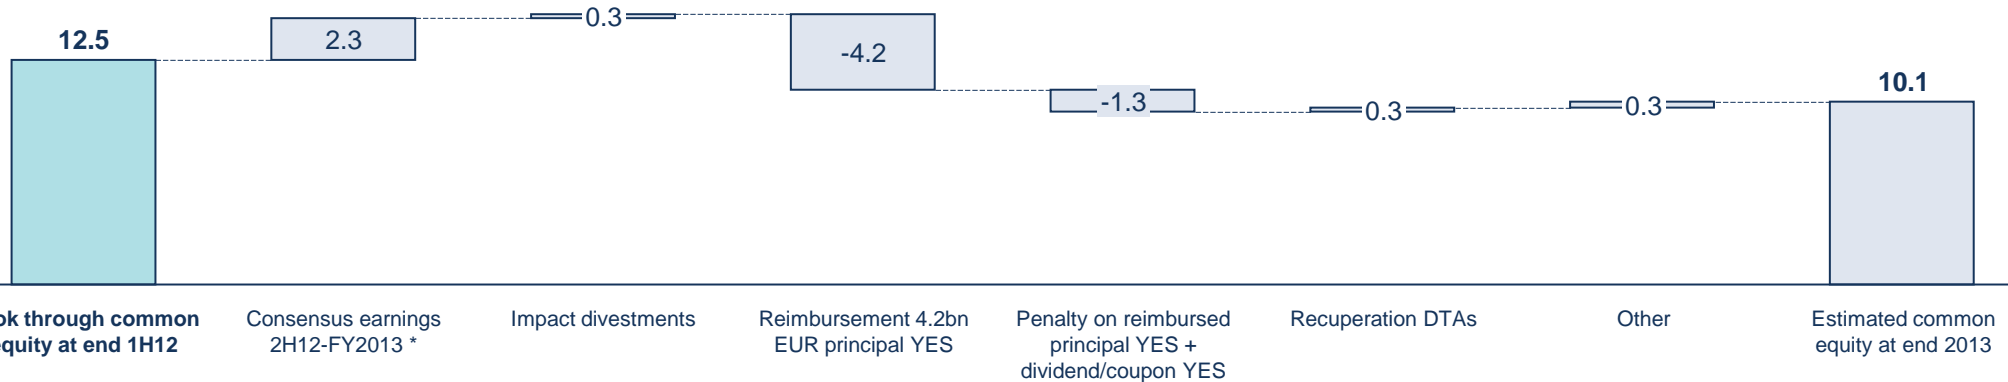 12.5
2.3
0.3
-4.2
-1.3
0.3
0.3
10.1
through common
at end 1H12
Consensus earnings
2H12-FY2013 *
Impact divestments
Reimbursement 4.2bn
EUR principal YES
Penalty on reimbursed
principal YES +
dividend/coupon YES
Recuperation DTAs
Other
Estimated common
equity at end 2013